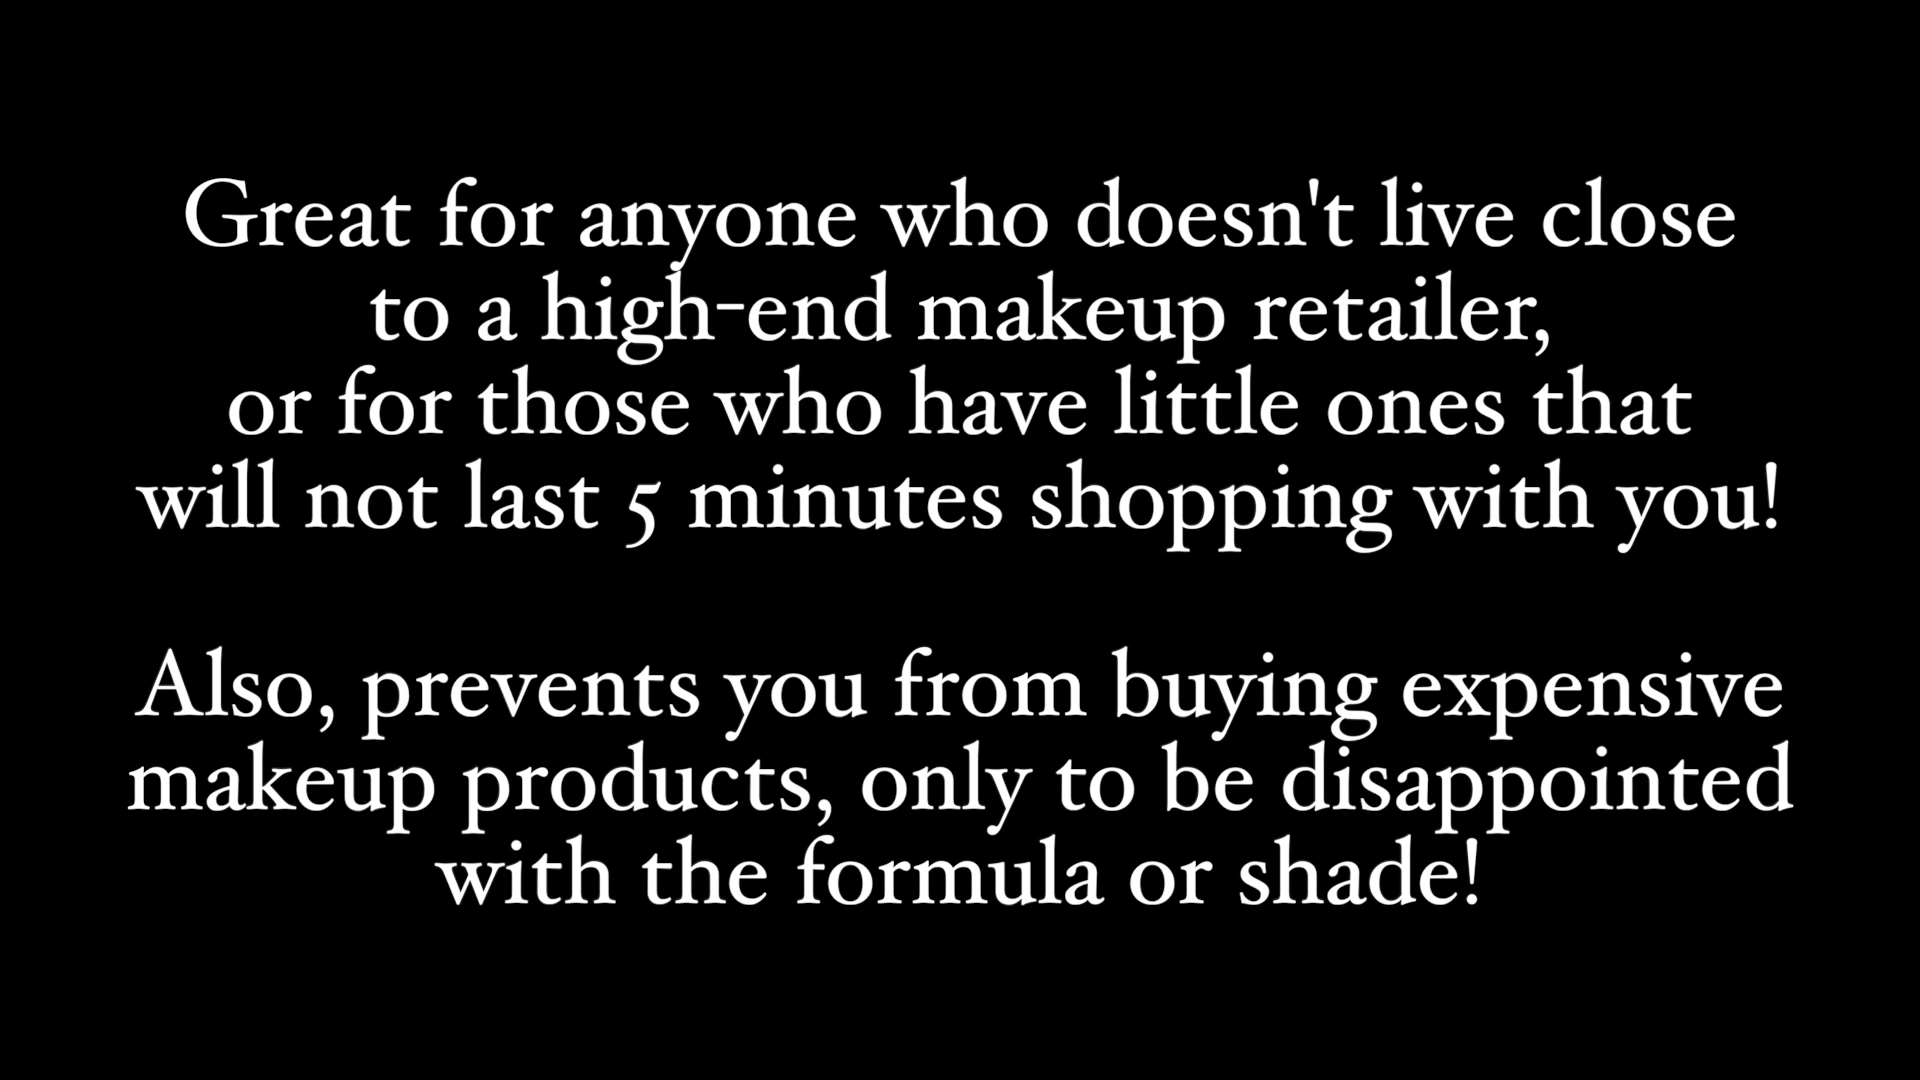 Great for anyone who doesn't live close
to a high-end makeup retailer,
or for those who have little ones that
will not last 5 minutes shopping with you!
Also, prevents you from buying expensive
makeup products, only to be disappointed
with the formula or shade!